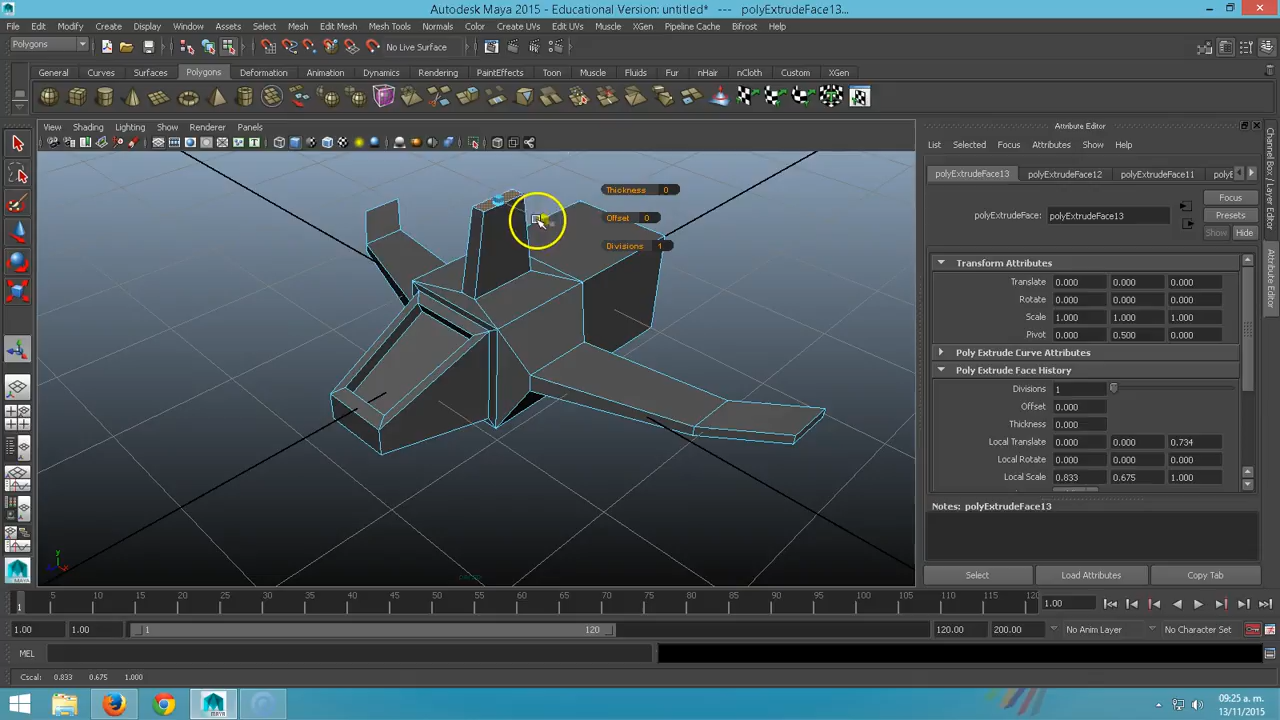 Autodesk Maya 2015 - Educational Version: untitled* --- polyExtrudeFace13...
File Edit Modify Create Display Window Assets Select Mesh Edit Mesh Mesh Tools Normals Color Create UVs Edit UVs Muscle XGen Pipeline Cache Bifrost Help
Polygons No Live Surface
General Curves Surfaces Polygons Deformation Animation Dynamics Rendering PaintEffects Toon Muscle Fluids Fur nHair nCloth Custom XGen
View Shading Lighting Show Renderer Panels
Attribute Editor
List Selected Focus Attributes Show Help
polyExtrudeFace13 polyExtrudeFace12 polyExtrudeFace11 polyE
Focus
polyExtrudeFace: polyExtrudeFace13 Presets
Show Hide
Thickness 0
Offset 0
Divisions 1
Transform Attributes
Translate 0.000 0.000 0.000
Rotate 0.000 0.000 0.000
Scale 1.000 1.000 1.000
Pivot 0.000 0.500 0.000
Poly Extrude Curve Attributes
Poly Extrude Face History
Divisions 1
Offset 0.000
Thickness 0.000
Local Translate 0.000 0.000 0.734
Local Rotate 0.000 0.000 0.000
Local Scale 0.833 0.675 1.000
Notes: polyExtrudeFace13
Select Load Attributes Copy Tab
Channel Box / Layer Editor
Attribute Editor
y
x
persp
MAYA
1 5 10 15 20 25 30 35 40 45 50 55 60 65 70 75 80 85 90 95 100 105 110 115 120 1.00
1.00 1.00 1 120 120.00 200.00 No Anim Layer No Character Set
MEL
Cscal: 0.833 0.675 1.000
09:25 a. m.
13/11/2015